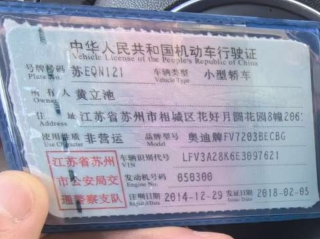 中华人民共和国机动车行驶证
Vehicle License of the People's Republic of China
号牌号码 苏EQN121 车辆类型 小型轿车
Plate No. Vehicle Type
所有人 黄立池
Owner
住址 江苏省苏州市相城区花好月圆花园8幢206
Address
使用性质 非营运 品牌型号 奥迪牌FV7203BECBG
Use Character Model
江苏省苏州 车辆识别代号 LFV3A28K6E3097621
VIN
市公安局交 发动机号码 050300
Engine No.
通警察支队 注册日期 2014-12-29 发证日期 2018-02-05
Register Date Issue Date